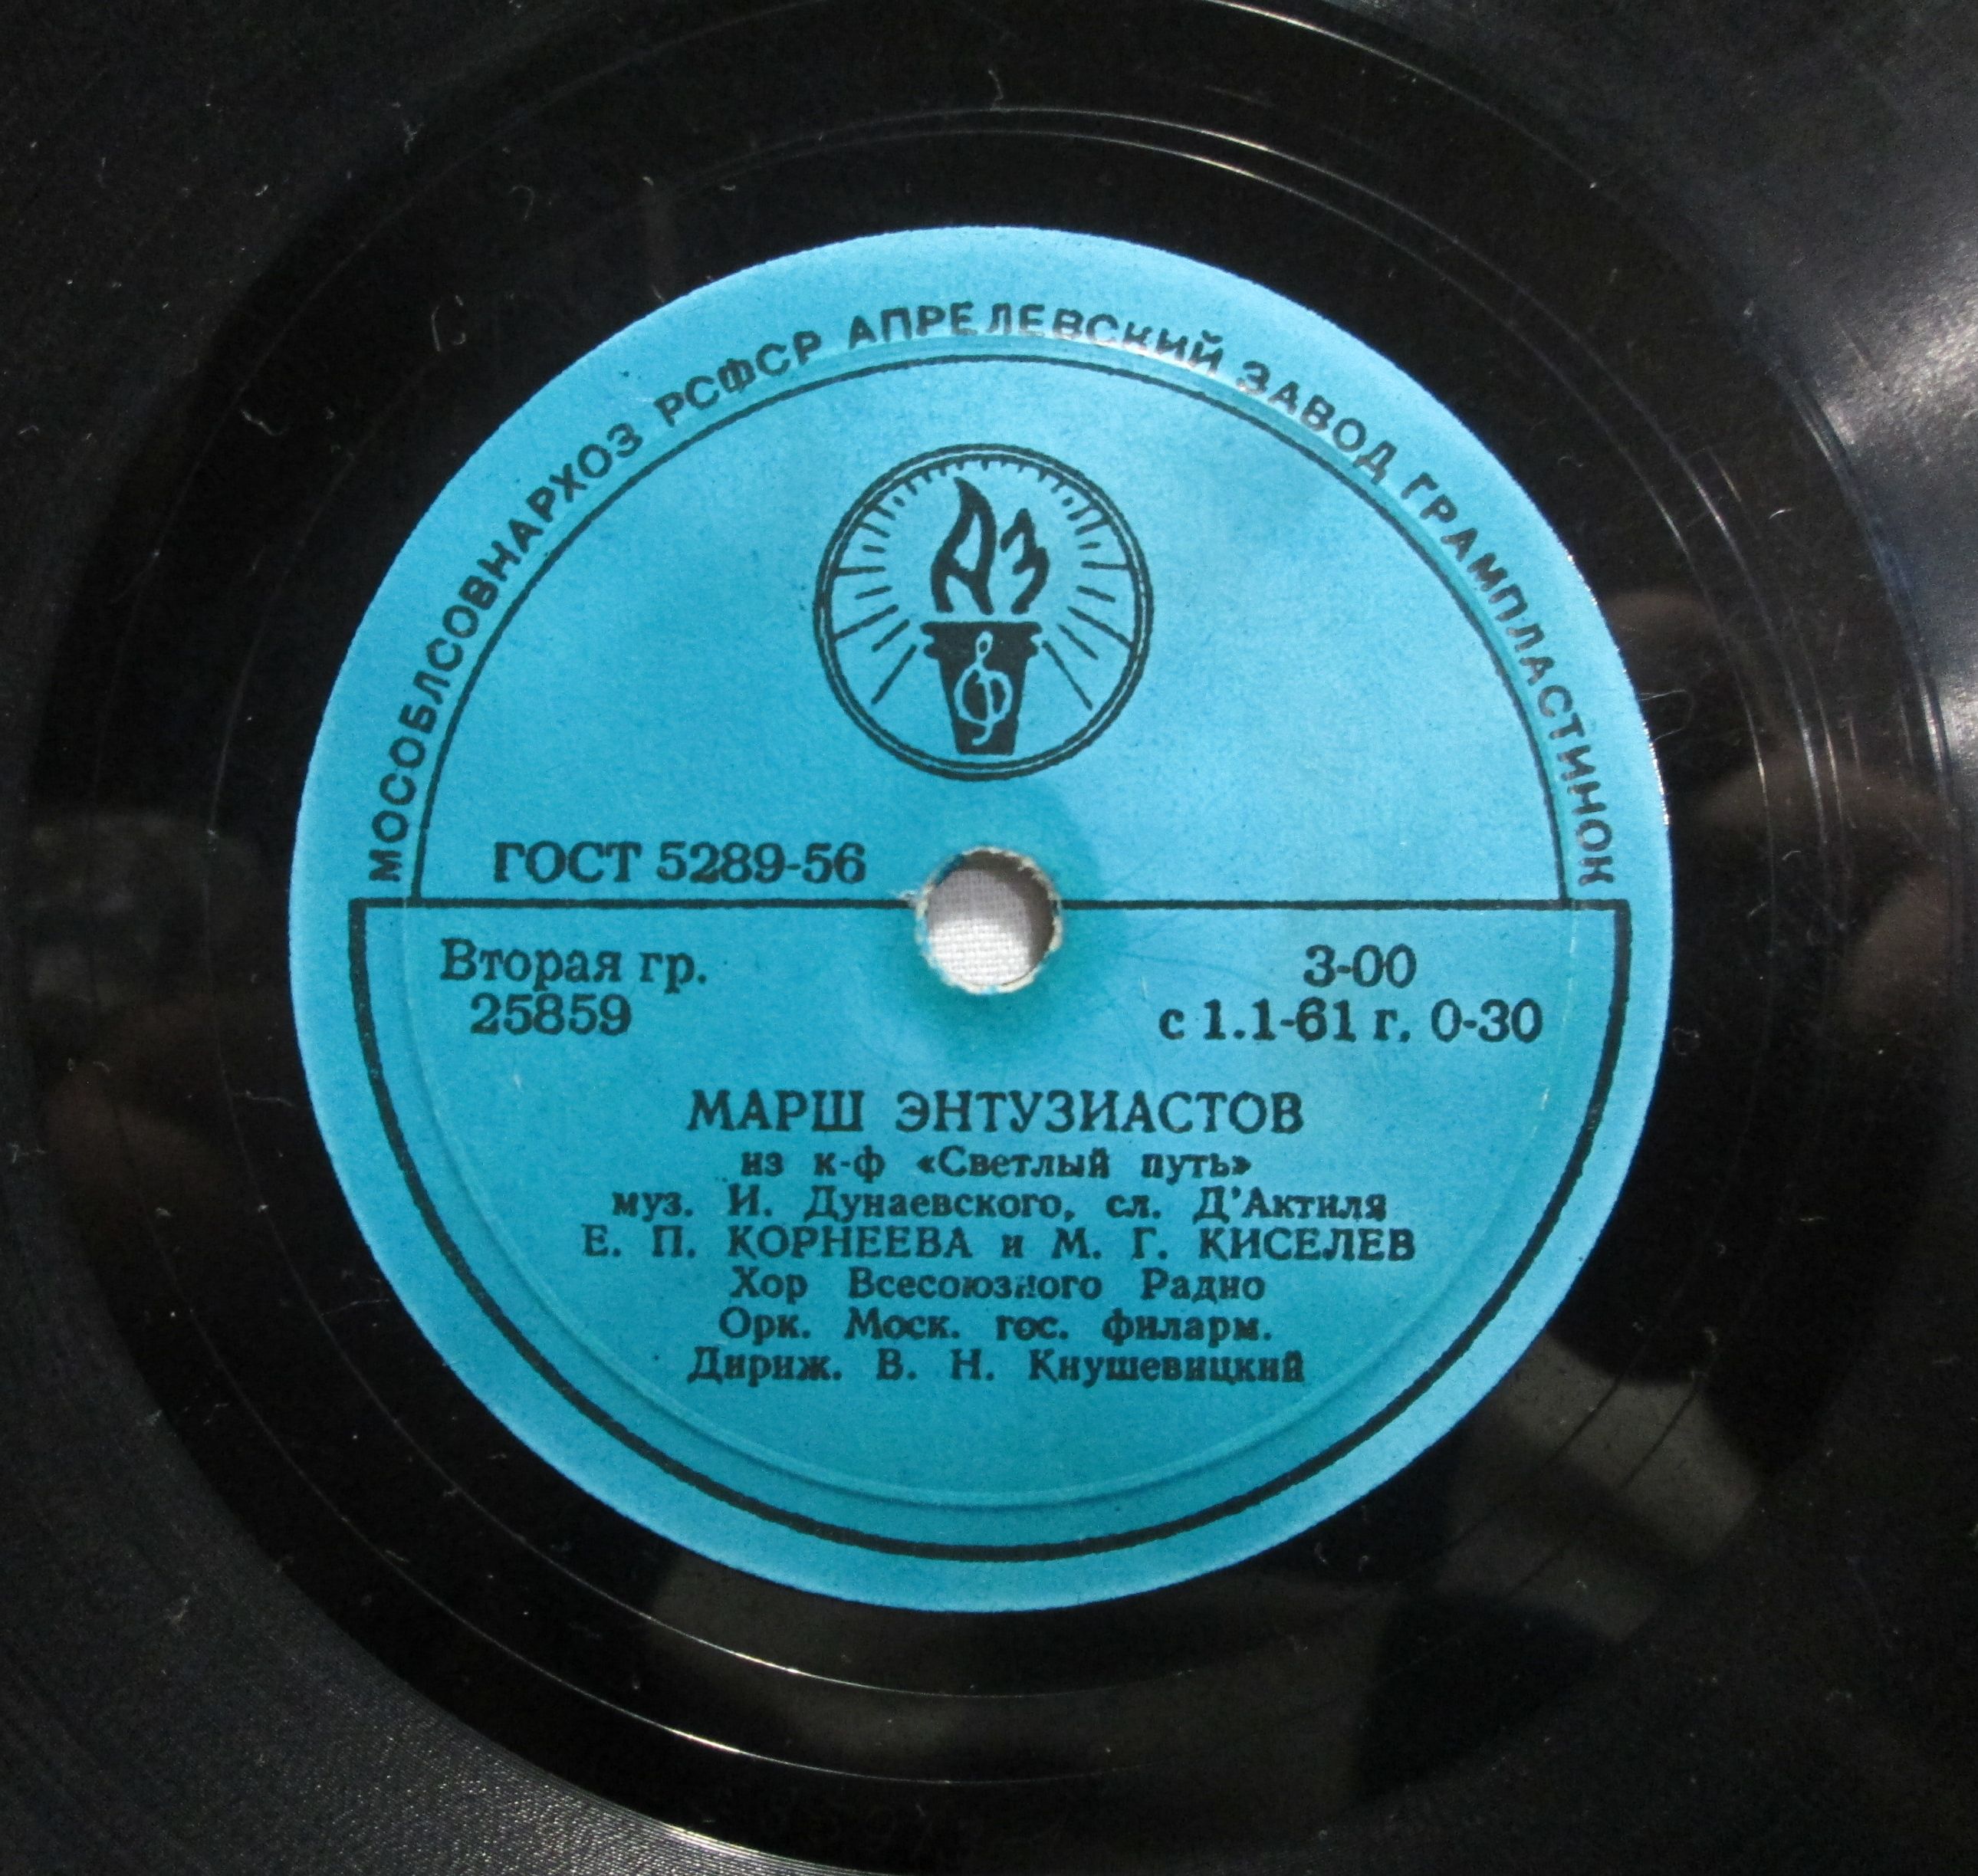 МОСОБЛСОВНАРХОЗ РСФСР АПРЕЛЕВСКИЙ ЗАВОД ГРАМПЛАСТИНОК
АЗ
ГОСТ 5289-56
Вторая гр.
25859
3-00
с 1.1-61 г. 0-30
МАРШ ЭНТУЗИАСТОВ
из к-ф «Светлый путь»
муз. И. Дунаевского, сл. Д'Актиля
Е. П. КОРНЕЕВА и М. Г. КИСЕЛЕВ
Хор Всесоюзного Радио
Орк. Моск. гос. филарм.
Дириж. В. Н. Кнушевицкий